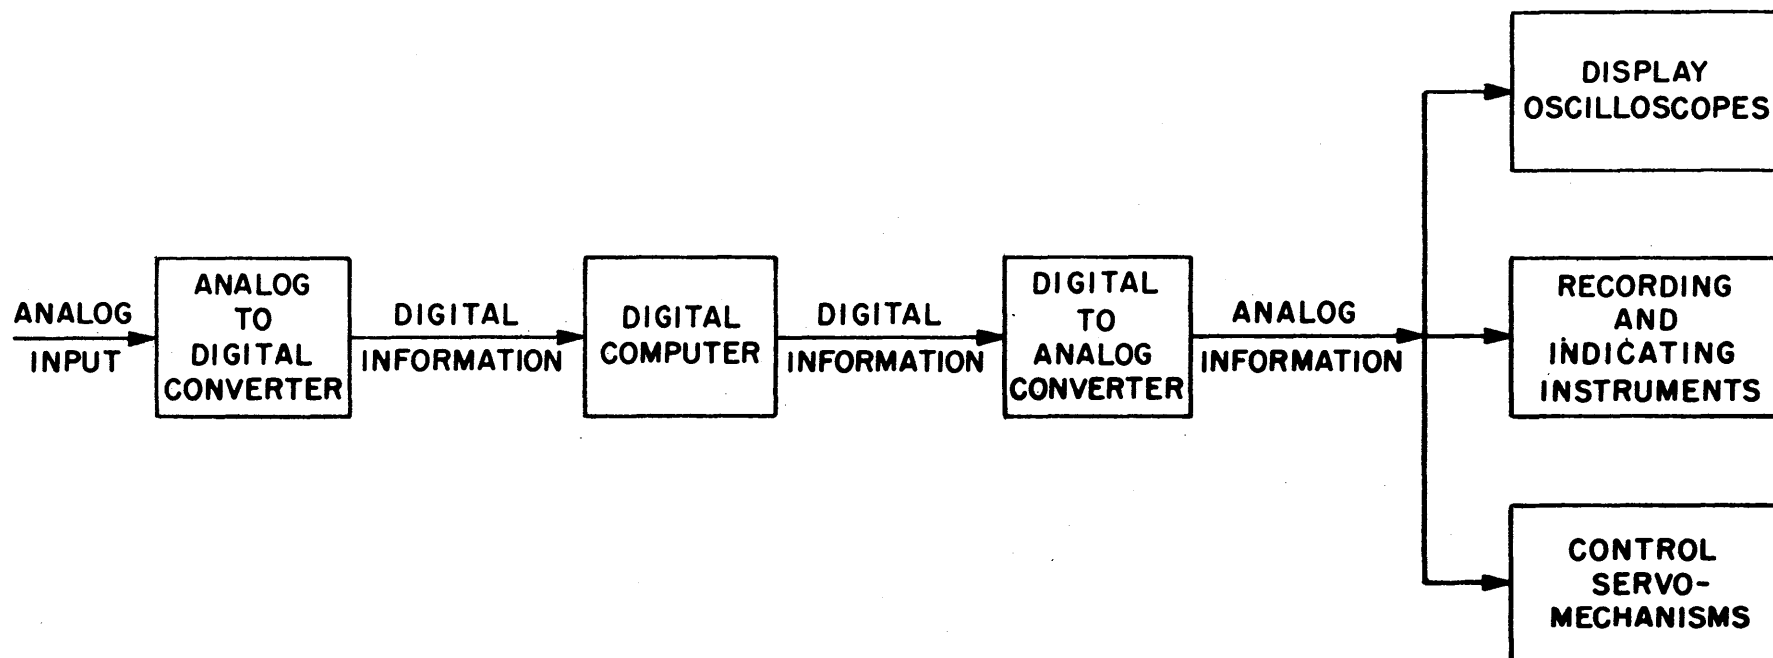 ANALOG
INPUT
ANALOG
TO
DIGITAL
CONVERTER
DIGITAL
INFORMATION
DIGITAL
COMPUTER
DIGITAL
INFORMATION
DIGITAL
TO
ANALOG
CONVERTER
ANALOG
INFORMATION
DISPLAY
OSCILLOSCOPES
RECORDING
AND
INDICATING
INSTRUMENTS
CONTROL
SERVO-
MECHANISMS